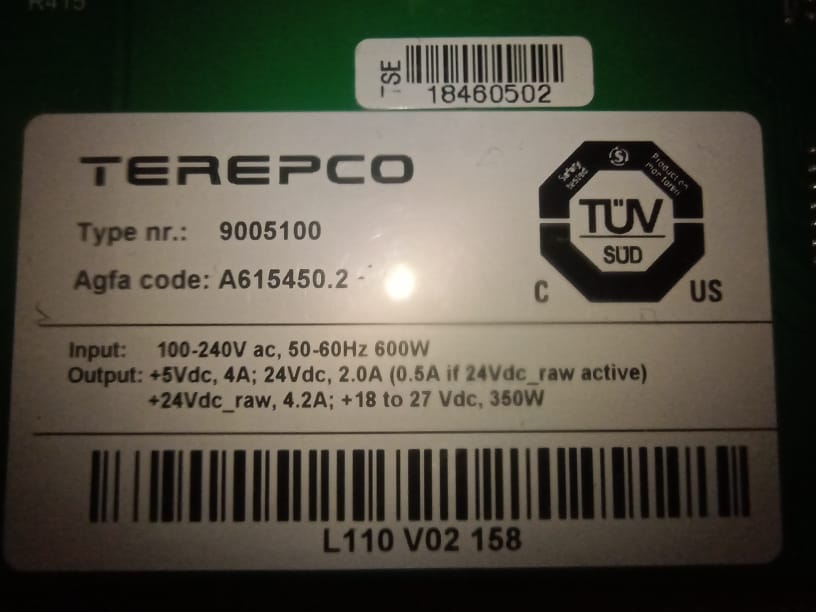 R415
TSE
18460502
TEREPCO
Type nr.: 9005100
Agfa code: A615450.2
Safety tested
S
Production monitored
TÜV
SÜD
C US
Input: 100-240V ac, 50-60Hz 600W
Output: +5Vdc, 4A; 24Vdc, 2.0A (0.5A if 24Vdc_raw active)
+24Vdc_raw, 4.2A; +18 to 27 Vdc, 350W
L110 V02 158